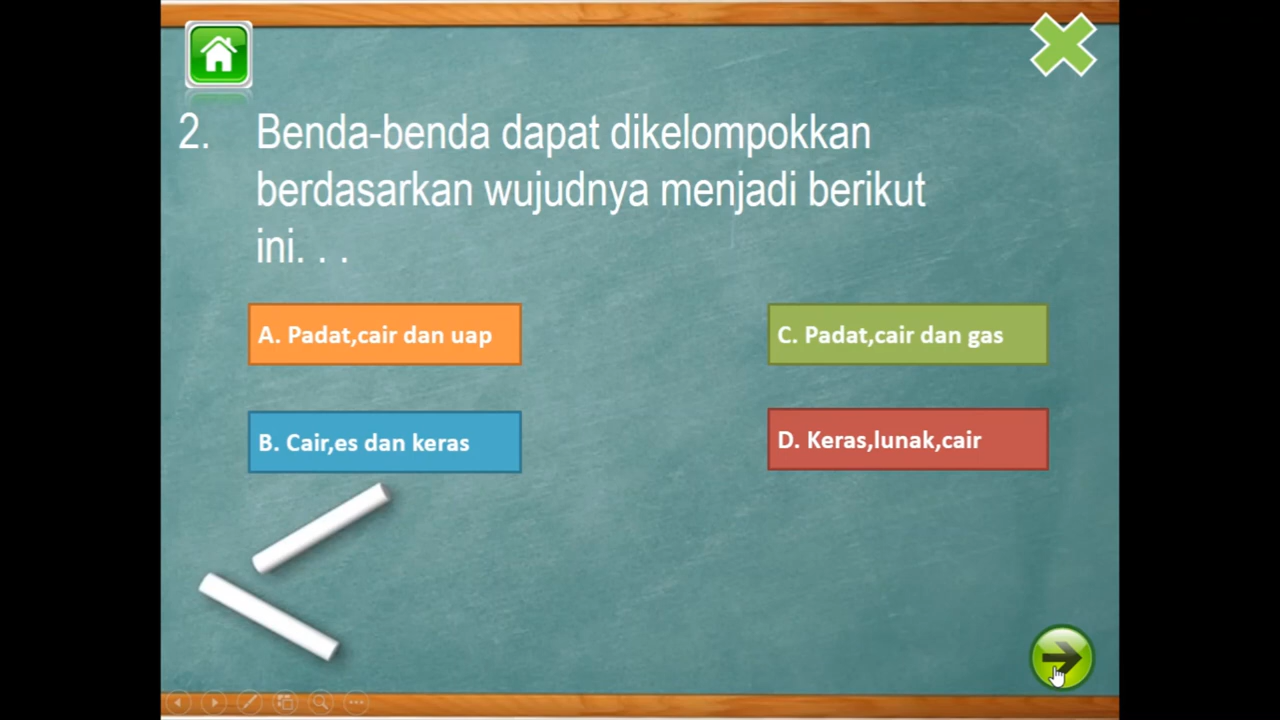 2. Benda-benda dapat dikelompokkan
berdasarkan wujudnya menjadi berikut
ini. . .
A. Padat,cair dan uap
C. Padat,cair dan gas
B. Cair,es dan keras
D. Keras,lunak,cair